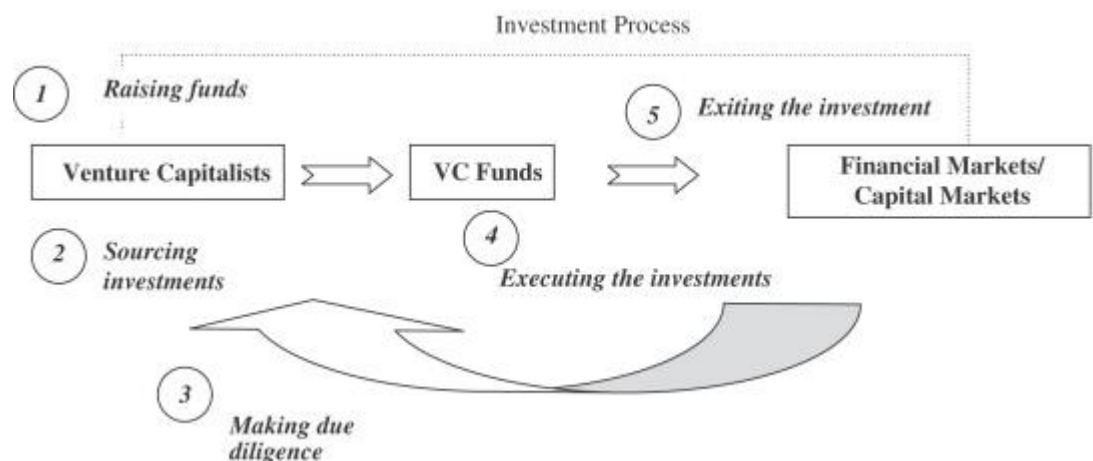 Investment Process
1
Raising funds
5
Exiting the investment
Venture Capitalists
VC Funds
Financial Markets/
Capital Markets
2
Sourcing
investments
4
Executing the investments
3
Making due
diligence